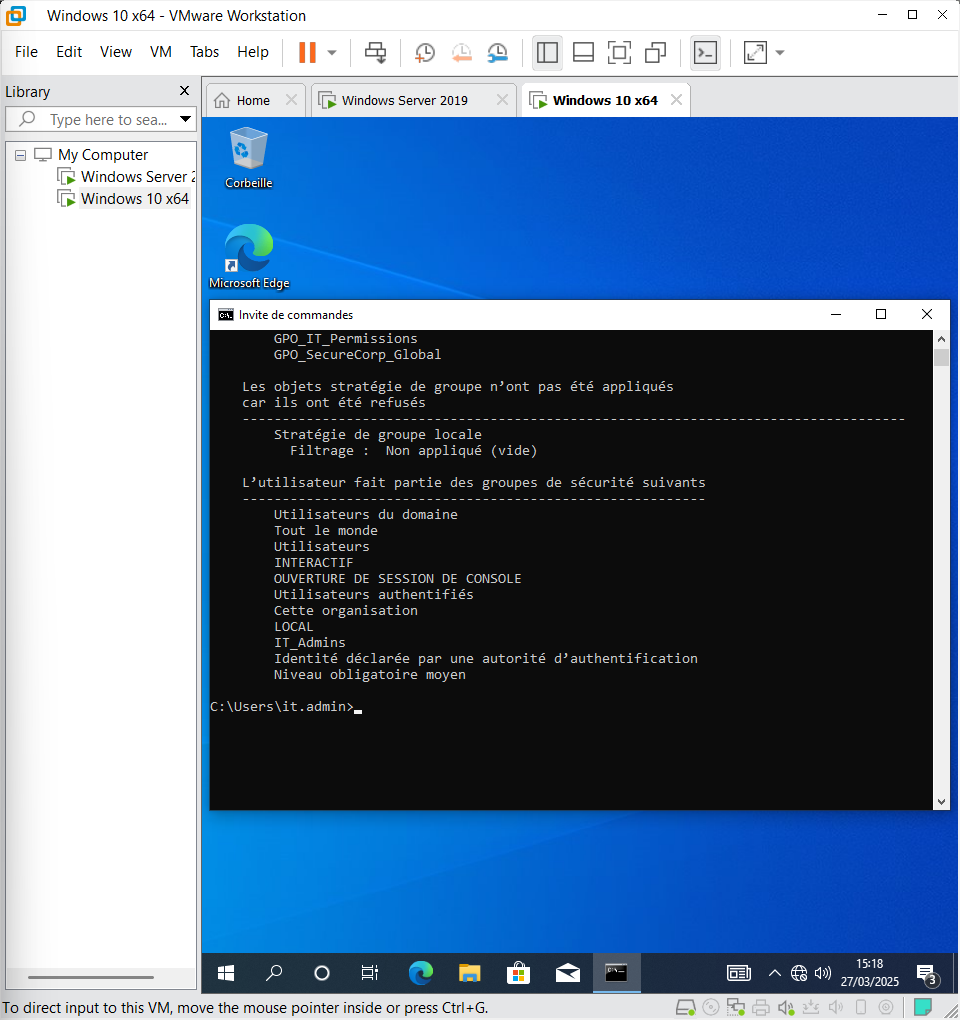 Windows 10 x64 - VMware Workstation
File Edit View VM Tabs Help
Library
Type here to sea...
My Computer
Windows Server 2
Windows 10 x64
Home
Windows Server 2019
Windows 10 x64
Corbeille
Microsoft Edge
Invite de commandes
GPO_IT_Permissions
GPO_SecureCorp_Global
Les objets stratégie de groupe n’ont pas été appliqués
car ils ont été refusés
-----------------------------------------------------------------------------------
Stratégie de groupe locale
Filtrage :  Non appliqué (vide)
L’utilisateur fait partie des groupes de sécurité suivants
----------------------------------------------------------
Utilisateurs du domaine
Tout le monde
Utilisateurs
INTERACTIF
OUVERTURE DE SESSION DE CONSOLE
Utilisateurs authentifiés
Cette organisation
LOCAL
IT_Admins
Identité déclarée par une autorité d’authentification
Niveau obligatoire moyen
C:\Users\it.admin>
15:18
27/03/2025
3
To direct input to this VM, move the mouse pointer inside or press Ctrl+G.